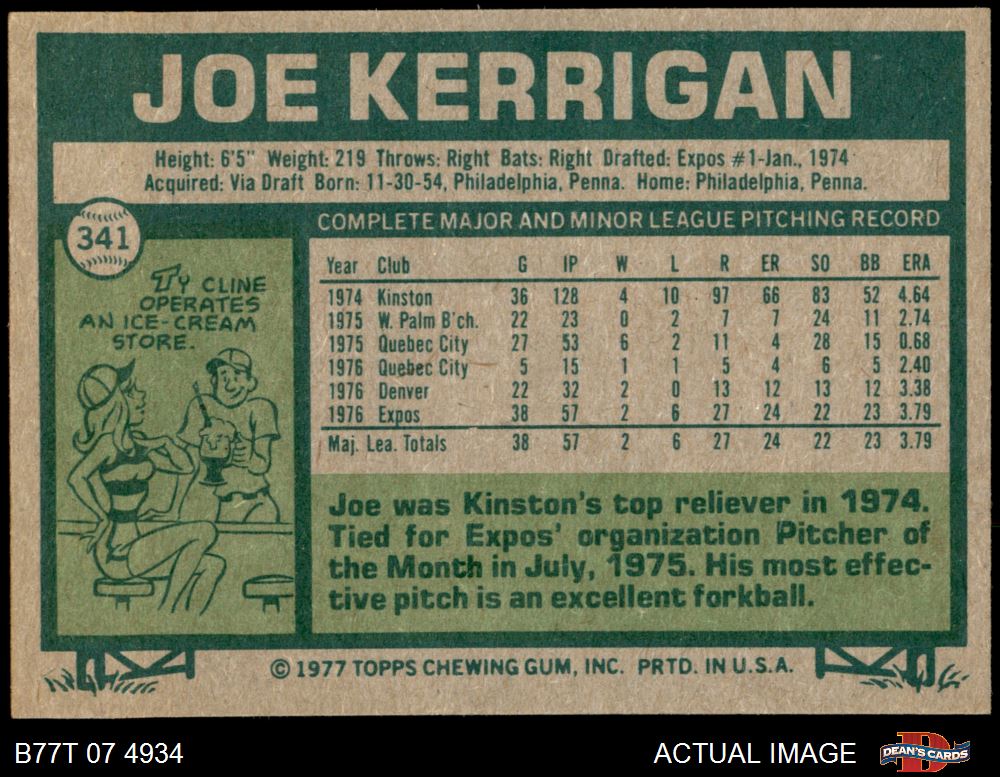 JOE KERRIGAN
Height: 6'5" Weight: 219 Throws: Right Bats: Right Drafted: Expos #1-Jan., 1974
Acquired: Via Draft Born: 11-30-54, Philadelphia, Penna. Home: Philadelphia, Penna.
341
TY CLINE
OPERATES
AN ICE-CREAM
STORE.
COMPLETE MAJOR AND MINOR LEAGUE PITCHING RECORD
Year Club G IP W L R ER SO BB ERA
1974 Kinston 36 128 4 10 97 66 83 52 4.64
1975 W. Palm B'ch. 22 23 0 2 7 7 24 11 2.74
1975 Quebec City 27 53 6 2 11 4 28 15 0.68
1976 Quebec City 5 15 1 1 5 4 6 5 2.40
1976 Denver 22 32 2 0 13 12 13 12 3.38
1976 Expos 38 57 2 6 27 24 22 23 3.79
Maj. Lea. Totals 38 57 2 6 27 24 22 23 3.79
Joe was Kinston's top reliever in 1974.
Tied for Expos' organization Pitcher of
the Month in July, 1975. His most effec-
tive pitch is an excellent forkball.
© 1977 TOPPS CHEWING GUM, INC. PRTD. IN U.S.A.
B77T 07 4934
ACTUAL IMAGE
D
DEAN'S CARDS